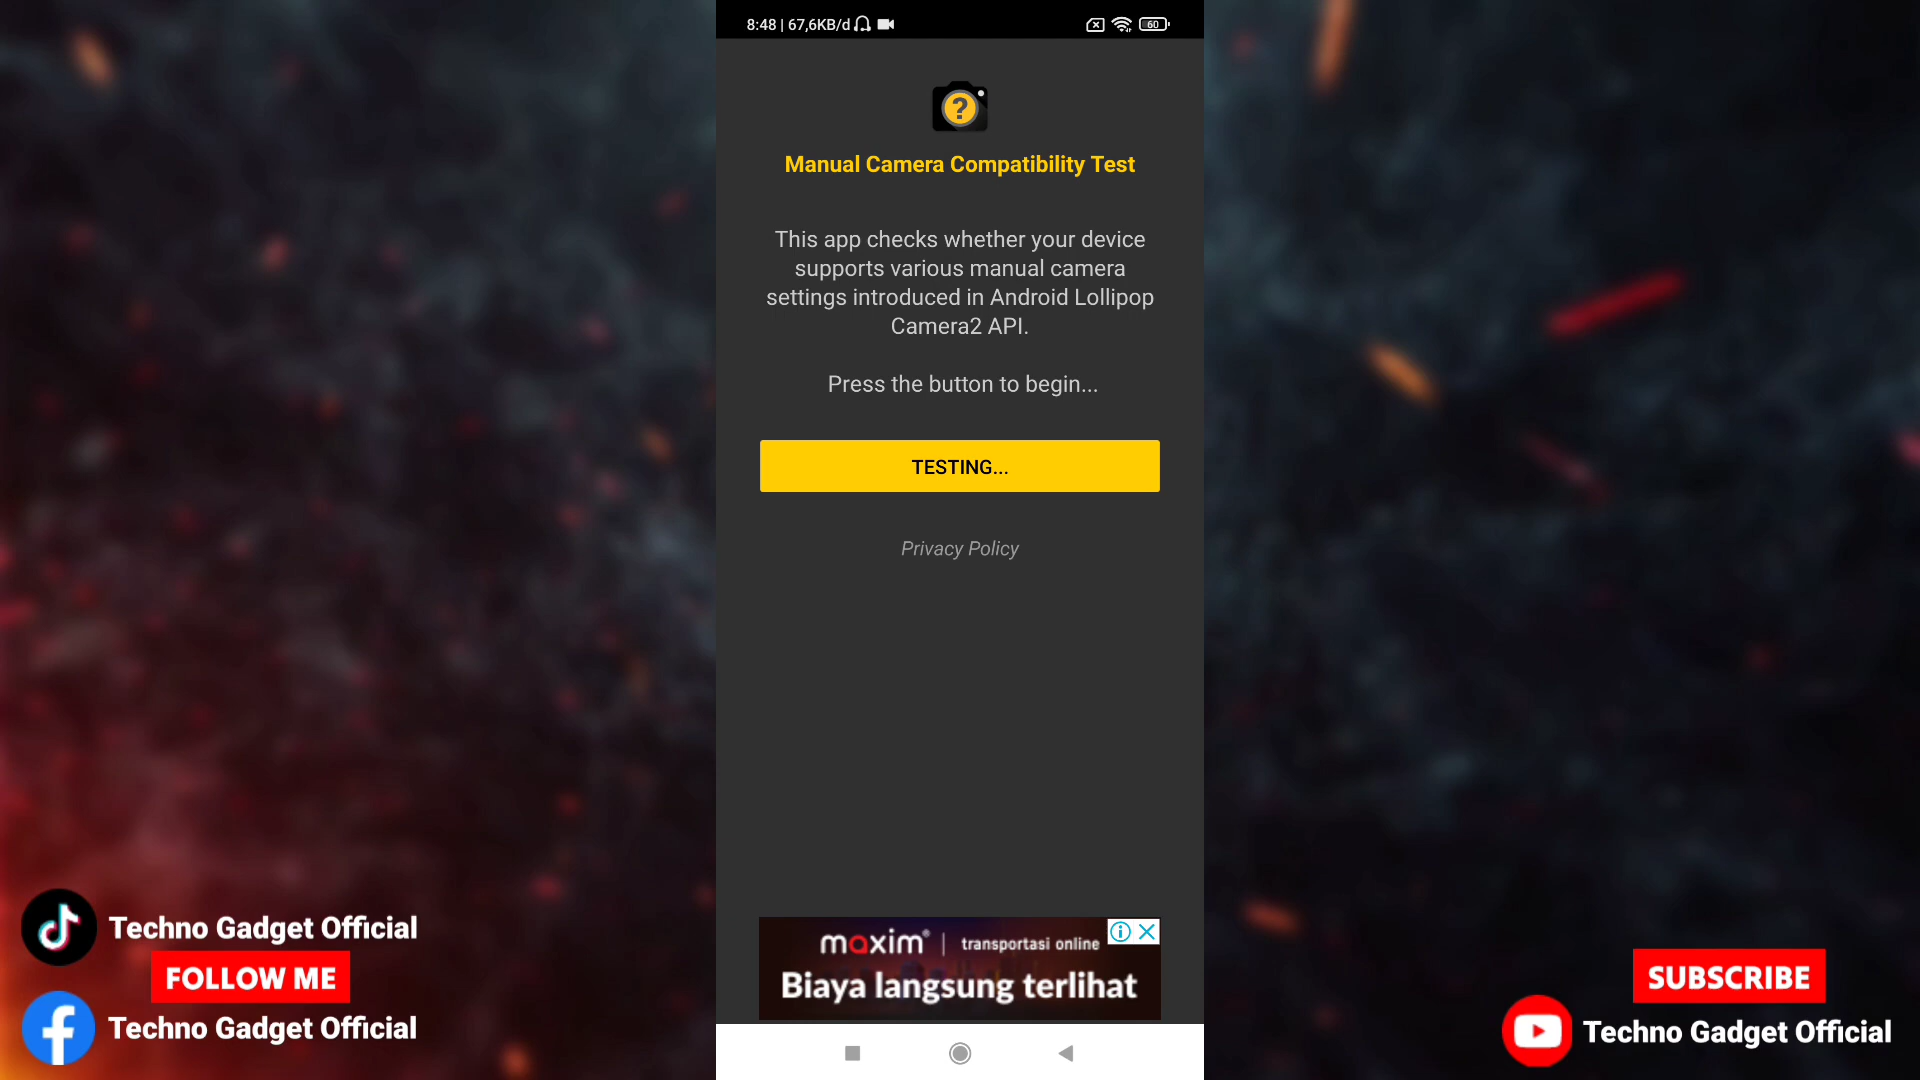 8:48 | 67,6KB/d
60
?
Manual Camera Compatibility Test
This app checks whether your device
supports various manual camera
settings introduced in Android Lollipop
Camera2 API.
Press the button to begin...
TESTING...
Privacy Policy
maxim® | transportasi online
Biaya langsung terlihat
Techno Gadget Official
FOLLOW ME
Techno Gadget Official
SUBSCRIBE
Techno Gadget Official